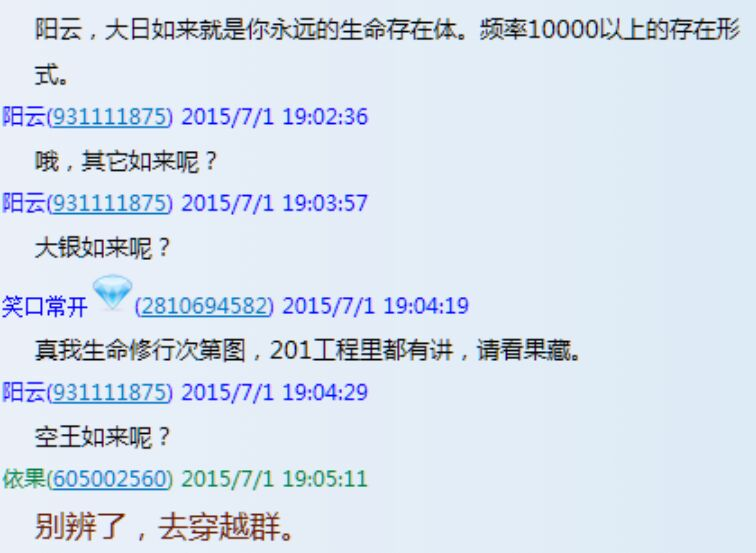 阳云，大日如来就是你永远的生命存在体。频率10000以上的存在形
式。
阳云(931111875) 2015/7/1 19:02:36
哦，其它如来呢？
阳云(931111875) 2015/7/1 19:03:57
大银如来呢？
笑口常开(2810694582) 2015/7/1 19:04:19
真我生命修行次第图，201工程里都有讲，请看果藏。
阳云(931111875) 2015/7/1 19:04:29
空王如来呢？
依果(605002560) 2015/7/1 19:05:11
别辨了，去穿越群。